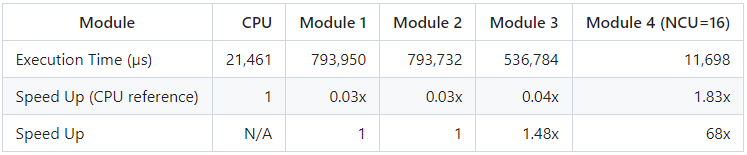 Module CPU Module 1 Module 2 Module 3 Module 4 (NCU=16)
Execution Time (µs) 21,461 793,950 793,732 536,784 11,698
Speed Up (CPU reference) 1 0.03x 0.03x 0.04x 1.83x
Speed Up N/A 1 1 1.48x 68x